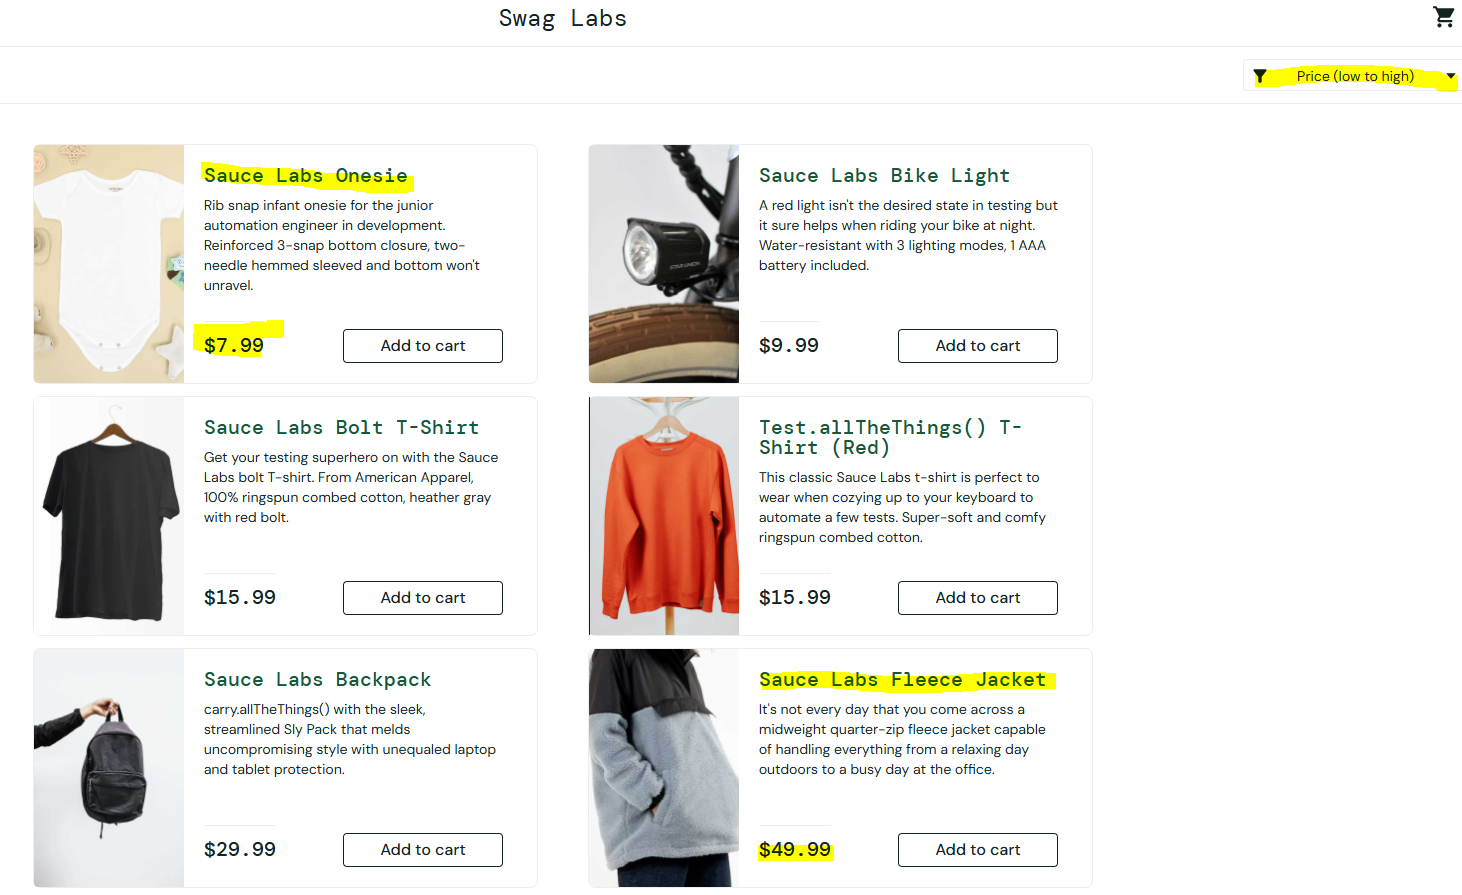 Swag Labs
Price (low to high)
Sauce Labs Onesie
Rib snap infant onesie for the junior
automation engineer in development.
Reinforced 3-snap bottom closure, two-
needle hemmed sleeved and bottom won't
unravel.
$7.99
Add to cart
Sauce Labs Bike Light
A red light isn't the desired state in testing but
it sure helps when riding your bike at night.
Water-resistant with 3 lighting modes, 1 AAA
battery included.
$9.99
Add to cart
Sauce Labs Bolt T-Shirt
Get your testing superhero on with the Sauce
Labs bolt T-shirt. From American Apparel,
100% ringspun combed cotton, heather gray
with red bolt.
$15.99
Add to cart
Test.allTheThings() T-
Shirt (Red)
This classic Sauce Labs t-shirt is perfect to
wear when cozying up to your keyboard to
automate a few tests. Super-soft and comfy
ringspun combed cotton.
$15.99
Add to cart
Sauce Labs Backpack
carry.allTheThings() with the sleek,
streamlined Sly Pack that melds
uncompromising style with unequaled laptop
and tablet protection.
$29.99
Add to cart
Sauce Labs Fleece Jacket
It's not every day that you come across a
midweight quarter-zip fleece jacket capable
of handling everything from a relaxing day
outdoors to a busy day at the office.
$49.99
Add to cart